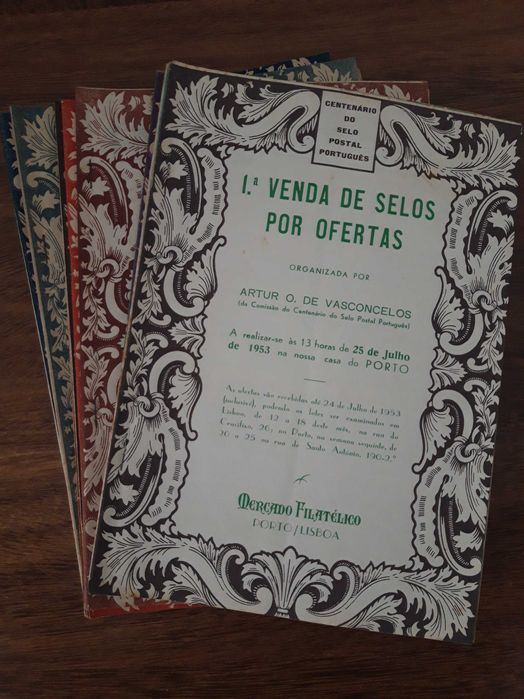 CENTENÁRIO
DO
SELO
POSTAL
PORTUGUÊS
1.ª VENDA DE SELOS
POR OFERTAS
ORGANIZADA POR
ARTUR O. DE VASCONCELOS
(da Comissão do Centenário do Selo Postal Português)
A realizar-se às 13 horas de 25 de Julho
de 1953 na nossa casa do PORTO
As ofertas são recebidas até 24 de Julho de 1953
(inclusivé), podendo os lotes ser examinados em
Lisboa, de 12 a 18 deste mês, na rua do
Crucifixo, 26; no Porto, na semana seguinte, de
20 a 25 na rua de Santo António, 190-2.º
MERCADO FILATÉLICO
PORTO/LISBOA